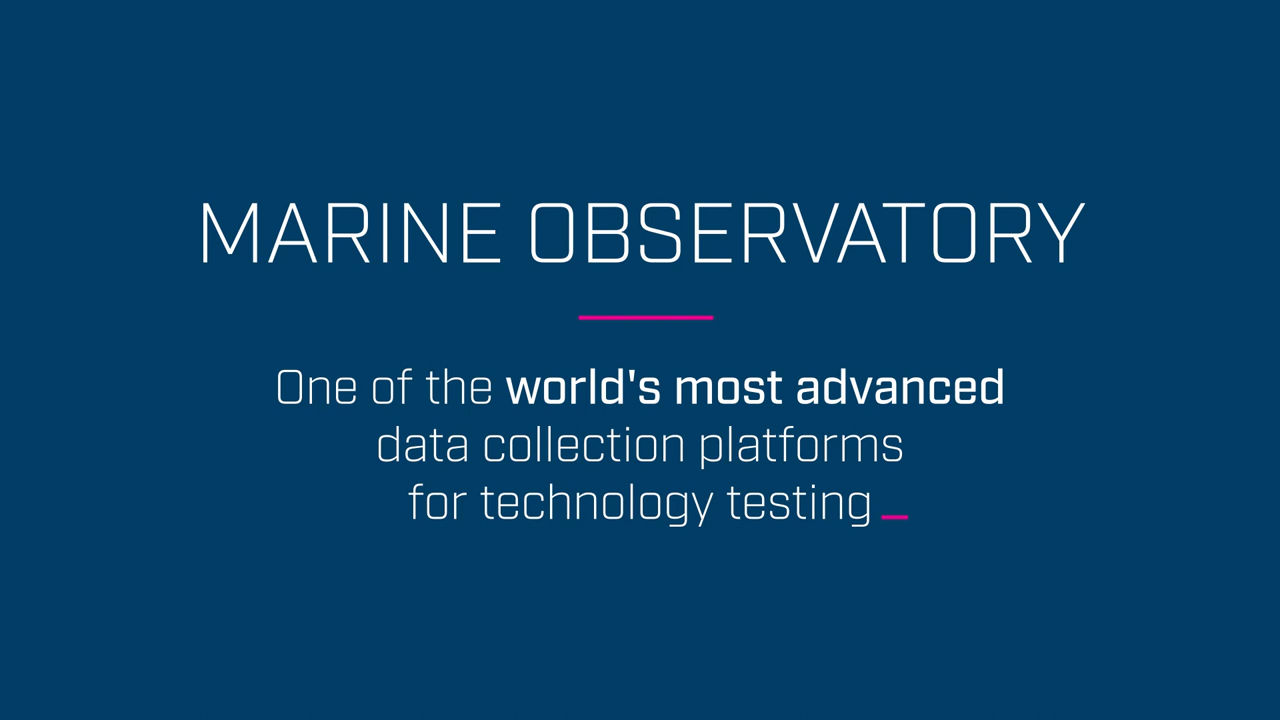 MARINE OBSERVATORY
One of the world's most advanced
data collection platforms
for technology testing